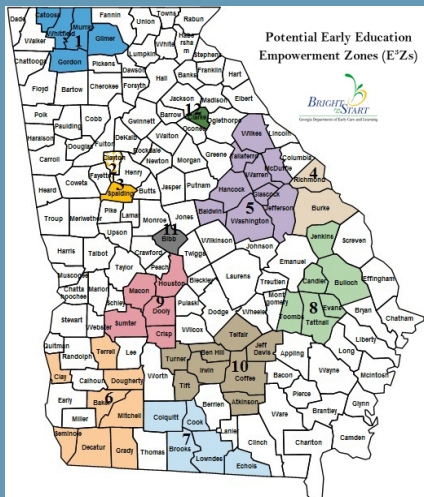 Potential Early Education
Empowerment Zones (E³Zs)
BRIGHT
START
Georgia Department of Early Care and Learning
Dade Catoosa Fannin Union Towns Rabun
Whitfield Murray Gilmer White Habersham
1
Walker Lumpkin Stephens
Chattooga Gordon Pickens Dawson Banks Franklin Hart
Floyd Bartow Cherokee Forsyth Hall
Jackson Madison Elbert
Polk Paulding Cobb Gwinnett Barrow Clarke Oglethorpe
12
Haralson Douglas Fulton DeKalb Walton Oconee Wilkes Lincoln
Carroll Clayton Rockdale Newton Morgan Greene Taliaferro McDuffie Columbia
2
Heard Coweta Fayette Henry Warren Richmond
4
3
Spalding Butts Jasper Putnam Hancock Glascock
Troup Meriwether Pike Lamar Monroe Jones Baldwin Washington Jefferson Burke
5
Upson Bibb Wilkinson Jenkins
11
Harris Talbot Crawford Twiggs Johnson Emanuel Screven
Muscogee Taylor Peach Houston Bleckley Laurens Treutlen Candler Bulloch Effingham
Chattahoochee Marion Macon
Schley Dooly Pulaski Dodge Wheeler Montgomery Toombs Evans Bryan
9
8
Tattnall Chatham
Stewart Webster Sumter Crisp Wilcox Telfair Jeff Davis Liberty
Quitman Terrell Lee Turner Ben Hill Appling Long
Randolph
Clay Calhoun Dougherty Worth Irwin Coffee Bacon Wayne McIntosh
10
Early Baker Tift Pierce
6
Miller Mitchell Colquitt Berrien Atkinson Ware Brantley Glynn
Seminole Cook Lanier
7
Decatur Grady Thomas Brooks Lowndes Echols Clinch Charlton Camden